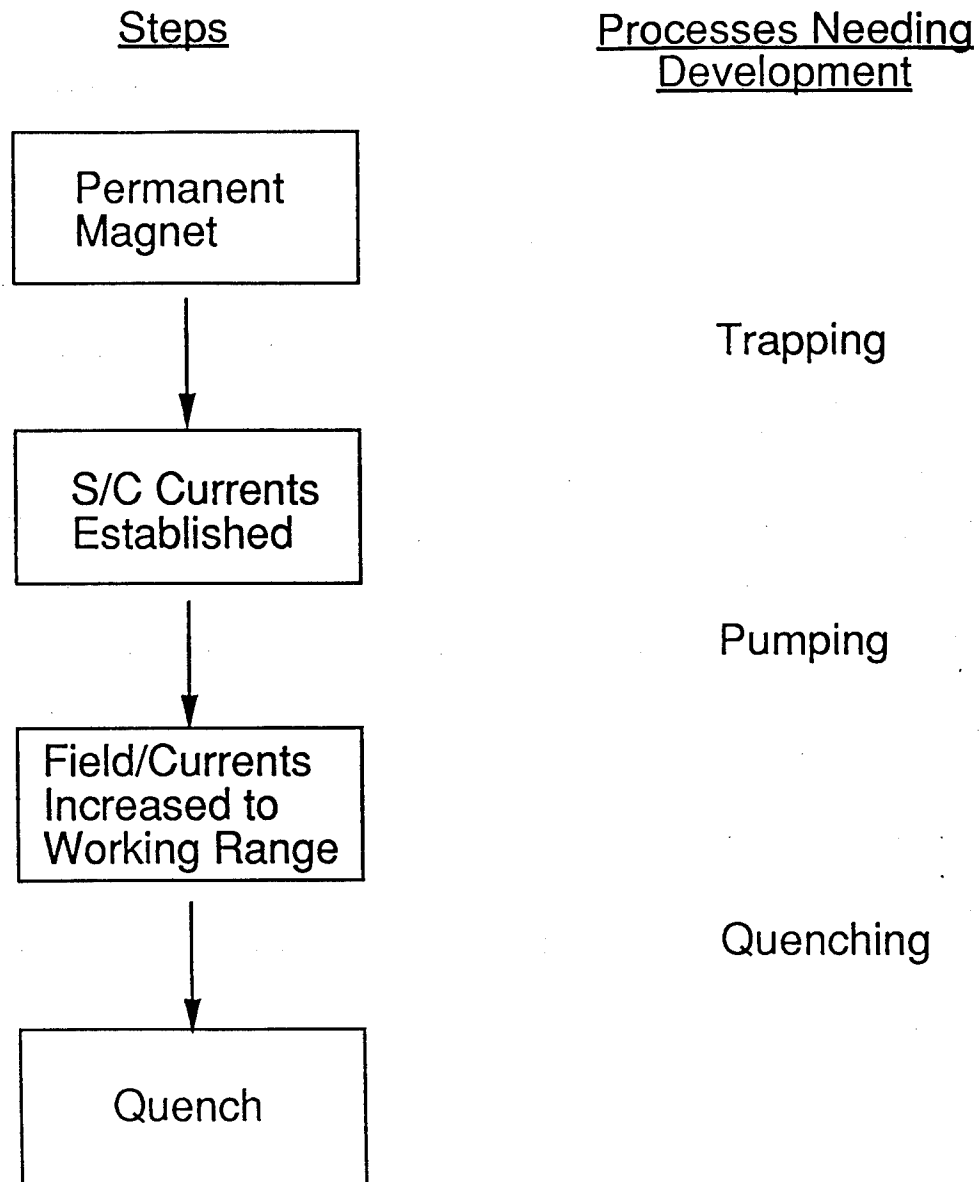 Steps
Processes Needing
Development
Permanent
Magnet
Trapping
S/C Currents
Established
Pumping
Field/Currents
Increased to
Working Range
Quenching
Quench